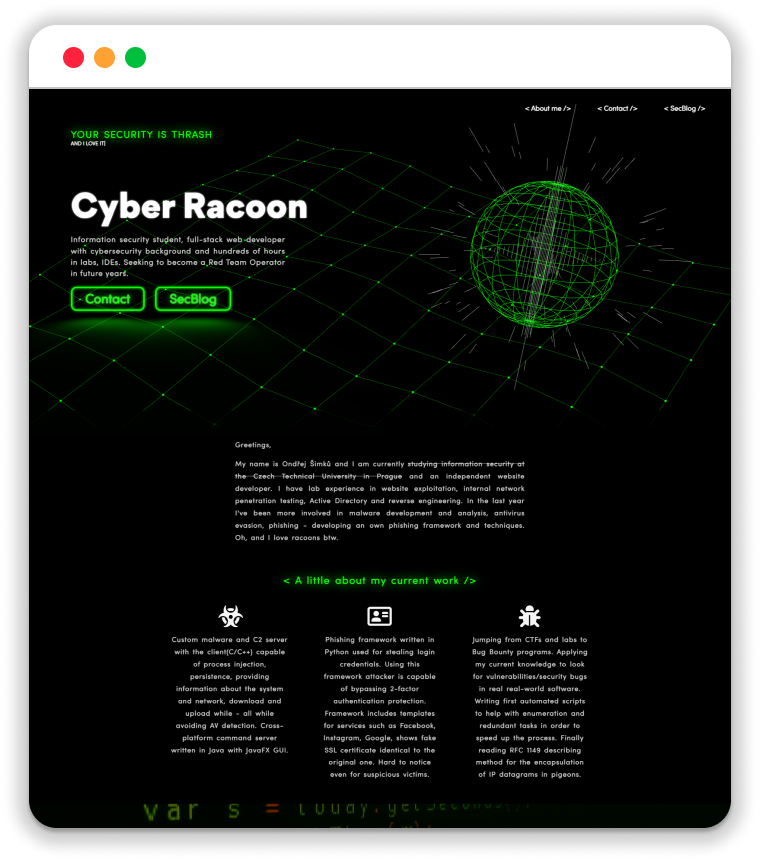 < About me /> < Contact /> < SecBlog />
YOUR SECURITY IS THRASH
AND I LOVE IT|
Cyber Racoon
Information security student, full-stack web developer
with cybersecurity background and hundreds of hours
in labs, IDEs. Seeking to become a Red Team Operator
in future years.
Contact SecBlog
Greetings,
My name is Ondřej Šimků and I am currently studying information security at
the Czech Technical University in Prague and an independent website
developer. I have lab experience in website exploitation, internal network
penetration testing, Active Directory and reverse engineering. In the last year
I've been more involved in malware development and analysis, antivirus
evasion, phishing - developing an own phishing framework and techniques.
Oh, and I love racoons btw.
< A little about my current work />
Custom malware and C2 server
with the client(C/C++) capable
of process injection,
persistence, providing
information about the system
and network, download and
upload while - all while
avoiding AV detection. Cross-
platform command server
written in Java with JavaFX GUI.
Phishing framework written in
Python used for stealing login
credentials. Using this
framework attacker is capable
of bypassing 2-factor
authentication protection.
Framework includes templates
for services such as Facebook,
Instagram, Google, shows fake
SSL certificate identical to the
original one. Hard to notice
even for suspicious victims.
Jumping from CTFs and labs to
Bug Bounty programs. Applying
my current knowledge to look
for vulnerabilities/security bugs
in real real-world software.
Writing first automated scripts
to help with enumeration and
redundant tasks in order to
speed up the process. Finally
reading RFC 1149 describing
method for the encapsulation
of IP datagrams in pigeons.
var s =